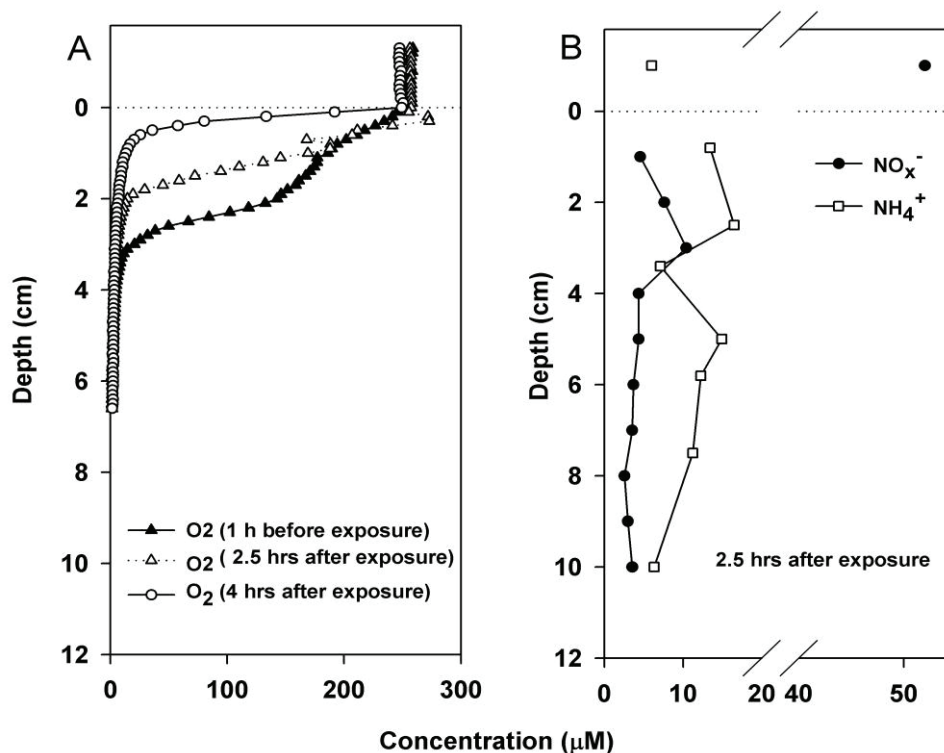 A
0
2
4
6
8
10
12
Depth (cm)
O2 (1 h before exposure)
O2 ( 2.5 hrs after exposure)
O2 (4 hrs after exposure)
0
100
200
300
B
0
2
4
6
8
10
12
Depth (cm)
NOx-
NH4+
2.5 hrs after exposure
0
10
20
40
50
Concentration (μM)